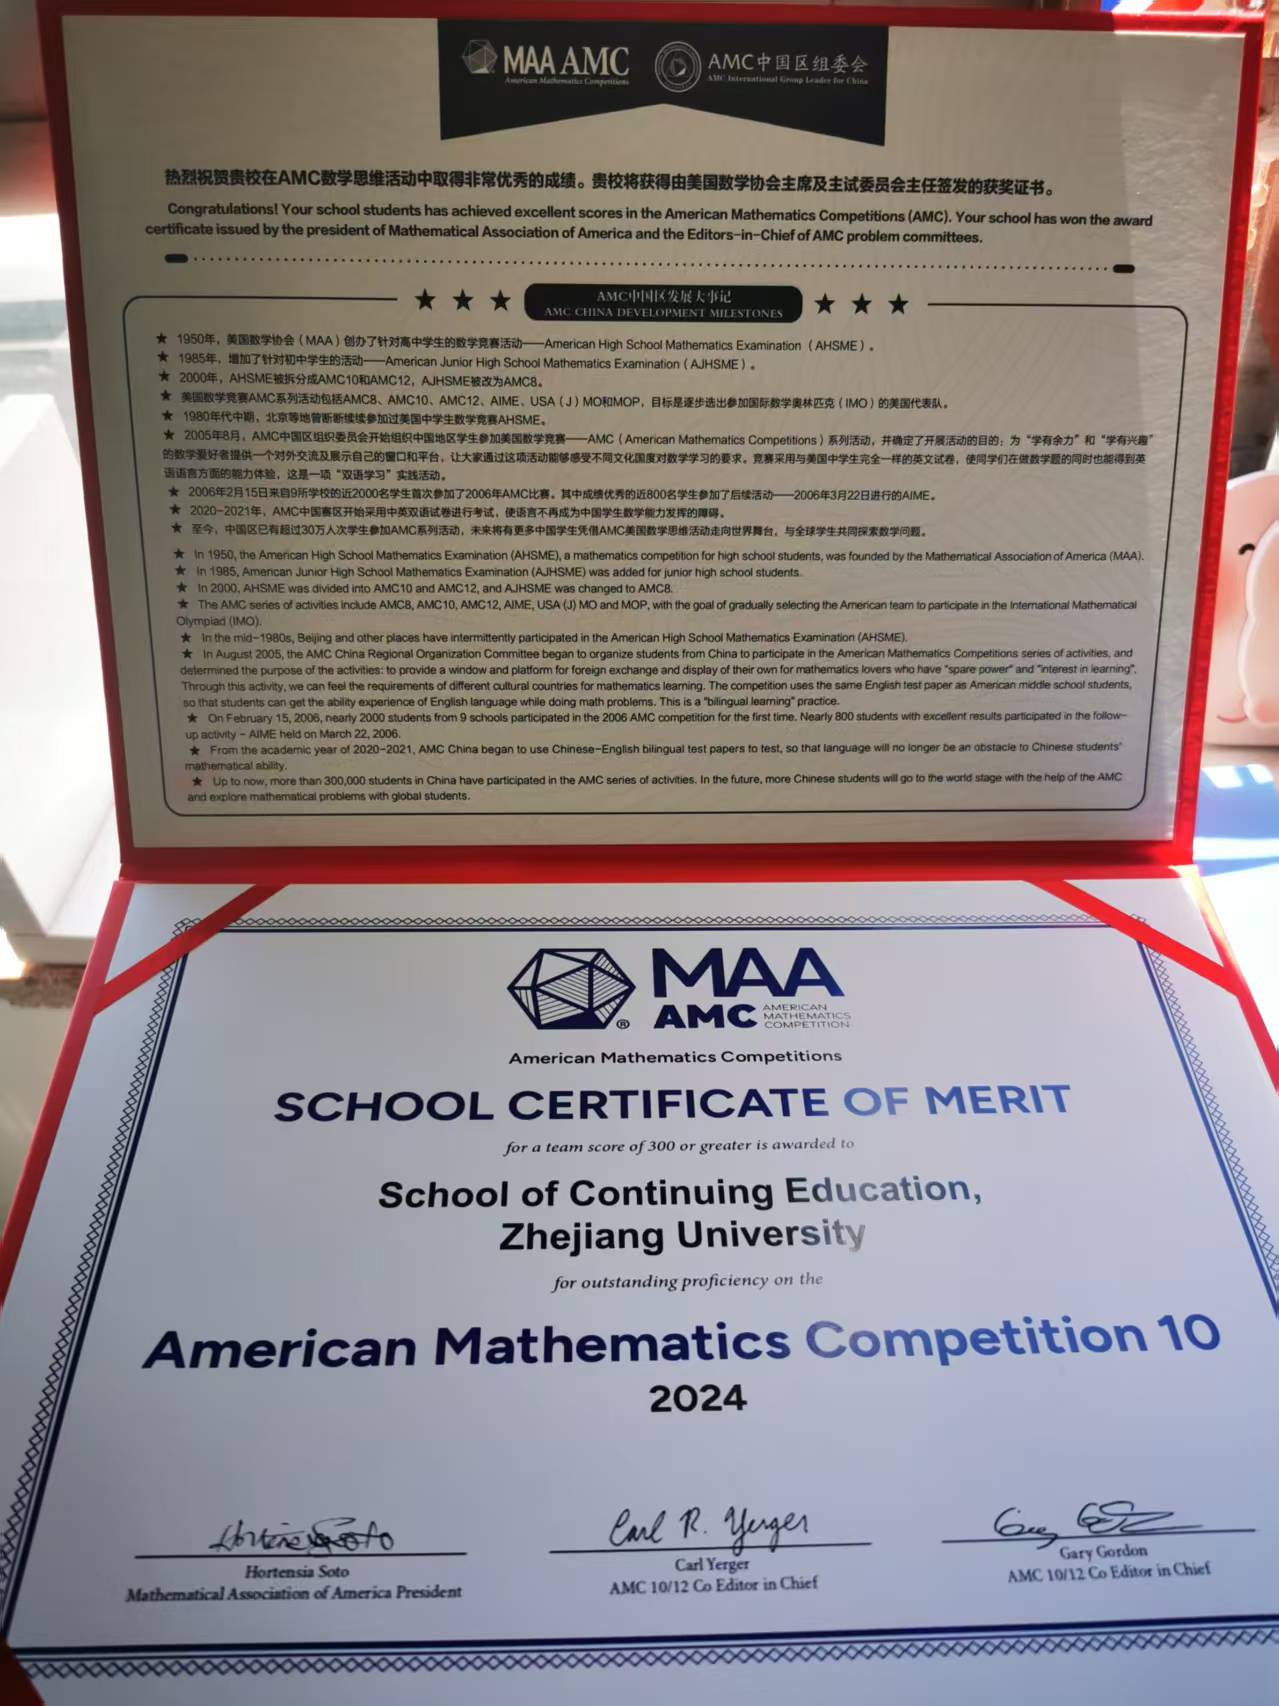 MAA AMC
American Mathematics Competitions
AMC中国区组委会
AMC International Group Leader for China
热烈祝贺贵校在AMC数学思维活动中取得非常优秀的成绩。贵校将获得由美国数学协会主席及主试委员会主任签发的获奖证书。
Congratulations! Your school students has achieved excellent scores in the American Mathematics Competitions (AMC). Your school has won the award
certificate issued by the president of Mathematical Association of America and the Editors-in-Chief of AMC problem committees.
AMC中国区发展大事记
AMC CHINA DEVELOPMENT MILESTONES
★ 1950年，美国数学协会（MAA）创办了针对高中学生的数学竞赛活动——American High School Mathematics Examination（AHSME）。
★ 1985年，增加了针对初中学生的活动——American Junior High School Mathematics Examination（AJHSME）。
★ 2000年，AHSME被拆分成AMC10和AMC12，AJHSME被改为AMC8。
★ 美国数学竞赛AMC系列活动包括AMC8、AMC10、AMC12、AIME、USA（J）MO和MOP，目标是逐步选出参加国际数学奥林匹克（IMO）的美国代表队。
★ 1980年代中期，北京等地曾断断续续参加过美国中学生数学竞赛AHSME。
★ 2005年8月，AMC中国区组织委员会开始组织中国地区学生参加美国数学竞赛——AMC（American Mathematics Competitions）系列活动，并确定了开展活动的目的：为“学有余力”和“学有兴趣”
的数学爱好者提供一个对外交流及展示自己的窗口和平台，让大家通过这项活动能够感受不同文化国度对数学学习的要求。竞赛采用与美国中学生完全一样的英文试卷，使同学们在做数学题的同时也能得到英
语语言方面的能力体验，这是一项“双语学习”实践活动。
★ 2006年2月15日来自9所学校的近2000名学生首次参加了2006年AMC比赛。其中成绩优秀的近800名学生参加了后续活动——2006年3月22日进行的AIME。
★ 2020-2021年，AMC中国赛区开始采用中英双语试卷进行考试，使语言不再成为中国学生数学能力发挥的障碍。
★ 至今，中国区已有超过30万人次学生参加AMC系列活动，未来将有更多中国学生凭借AMC美国数学思维活动走向世界舞台，与全球学生共同探索数学问题。
★ In 1950, the American High School Mathematics Examination (AHSME), a mathematics competition for high school students, was founded by the Mathematical Association of America (MAA).
★ In 1985, American Junior High School Mathematics Examination (AJHSME) was added for junior high school students.
★ In 2000, AHSME was divided into AMC10 and AMC12, and AJHSME was changed to AMC8.
★ The AMC series of activities include AMC8, AMC10, AMC12, AIME, USA (J) MO and MOP, with the goal of gradually selecting the American team to participate in the International Mathematical
Olympiad (IMO).
★ In the mid-1980s, Beijing and other places have intermittently participated in the American High School Mathematics Examination (AHSME).
★ In August 2005, the AMC China Regional Organization Committee began to organize students from China to participate in the American Mathematics Competitions series of activities, and
determined the purpose of the activities: to provide a window and platform for foreign exchange and display of their own for mathematics lovers who have "spare power" and "interest in learning".
Through this activity, we can feel the requirements of different cultural countries for mathematics learning. The competition uses the same English test paper as American middle school students,
so that students can get the ability experience of English language while doing math problems. This is a "bilingual learning" practice.
★ On February 15, 2006, nearly 2000 students from 9 schools participated in the 2006 AMC competition for the first time. Nearly 800 students with excellent results participated in the follow-
up activity - AIME held on March 22, 2006.
★ From the academic year of 2020-2021, AMC China began to use Chinese-English bilingual test papers to test, so that language will no longer be an obstacle to Chinese students'
mathematical ability.
★ Up to now, more than 300,000 students in China have participated in the AMC series of activities. In the future, more Chinese students will go to the world stage with the help of the AMC
and explore mathematical problems with global students.
MAA
AMC AMERICAN MATHEMATICS COMPETITION
®
American Mathematics Competitions
SCHOOL CERTIFICATE OF MERIT
for a team score of 300 or greater is awarded to
School of Continuing Education,
Zhejiang University
for outstanding proficiency on the
American Mathematics Competition 10
2024
Hortensia Soto
Carl R. Yerger
Hortensia Soto
Mathematical Association of America President
Carl Yerger
AMC 10/12 Co Editor in Chief
Gary Gordon
AMC 10/12 Co Editor in Chief